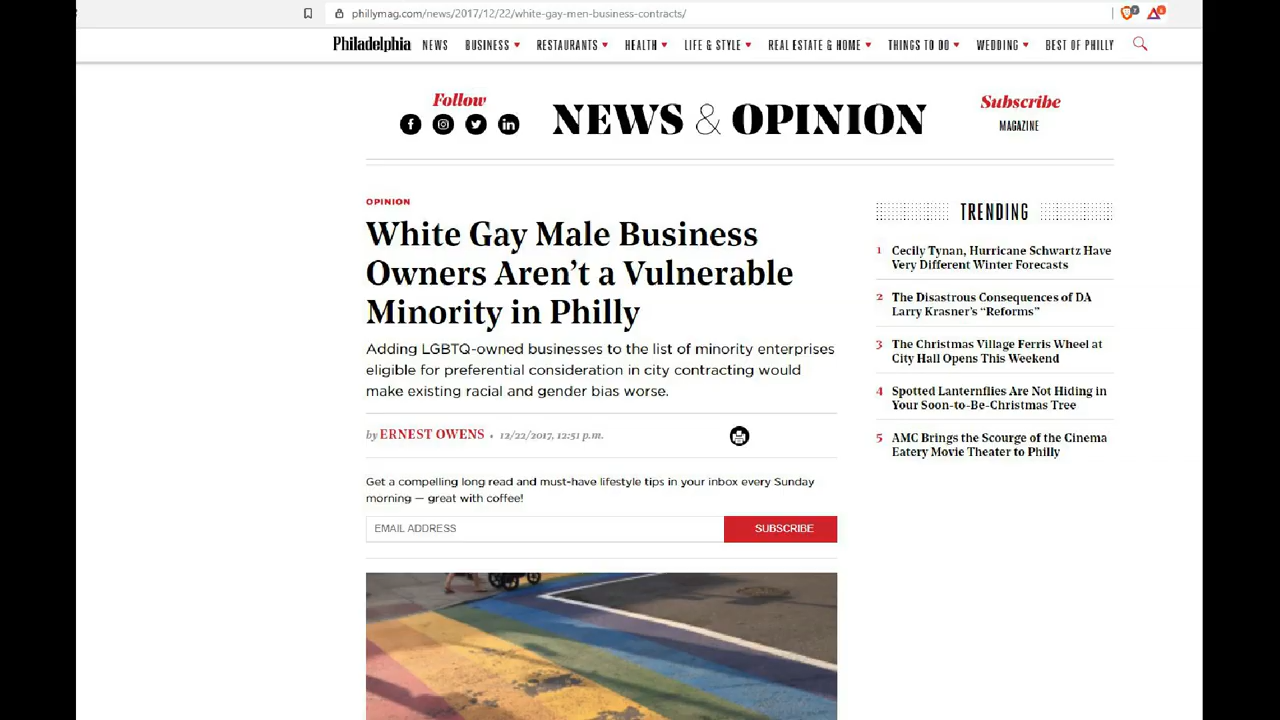 phillymag.com/news/2017/12/22/white-gay-men-business-contracts/
Philadelphia NEWS BUSINESS RESTAURANTS HEALTH LIFE & STYLE REAL ESTATE & HOME THINGS TO DO WEDDING BEST OF PHILLY
Follow
NEWS & OPINION
Subscribe
MAGAZINE
OPINION
White Gay Male Business
Owners Aren't a Vulnerable
Minority in Philly
Adding LGBTQ-owned businesses to the list of minority enterprises
eligible for preferential consideration in city contracting would
make existing racial and gender bias worse.
by ERNEST OWENS • 12/22/2017, 12:51 p.m.
Get a compelling long read and must-have lifestyle tips in your inbox every Sunday
morning — great with coffee!
EMAIL ADDRESS
SUBSCRIBE
TRENDING
1 Cecily Tynan, Hurricane Schwartz Have
Very Different Winter Forecasts
2 The Disastrous Consequences of DA
Larry Krasner's "Reforms"
3 The Christmas Village Ferris Wheel at
City Hall Opens This Weekend
4 Spotted Lanternflies Are Not Hiding in
Your Soon-to-Be-Christmas Tree
5 AMC Brings the Scourge of the Cinema
Eatery Movie Theater to Philly